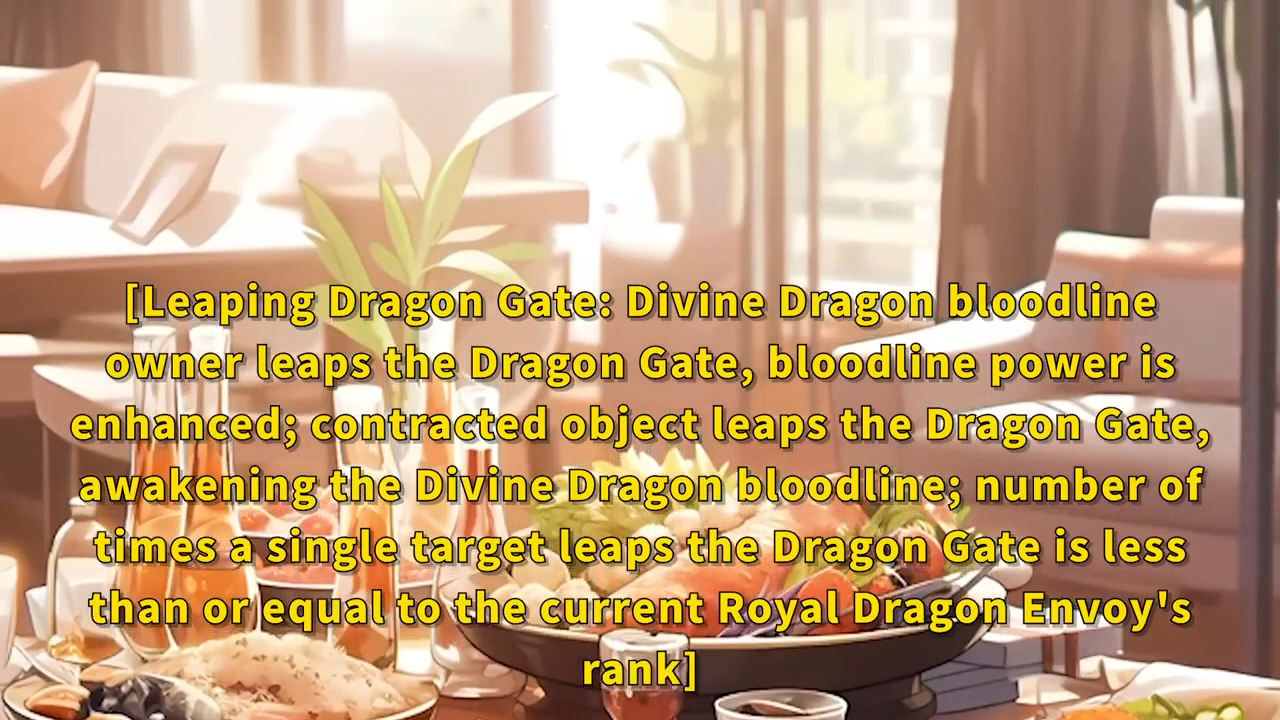 [Leaping Dragon Gate: Divine Dragon bloodline
owner leaps the Dragon Gate, bloodline power is
enhanced; contracted object leaps the Dragon Gate,
awakening the Divine Dragon bloodline; number of
times a single target leaps the Dragon Gate is less
than or equal to the current Royal Dragon Envoy's
rank]